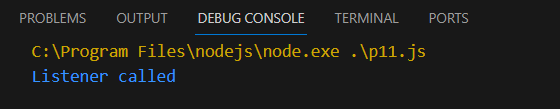 PROBLEMS OUTPUT DEBUG CONSOLE TERMINAL PORTS
C:\Program Files\nodejs\node.exe .\p11.js
Listener called